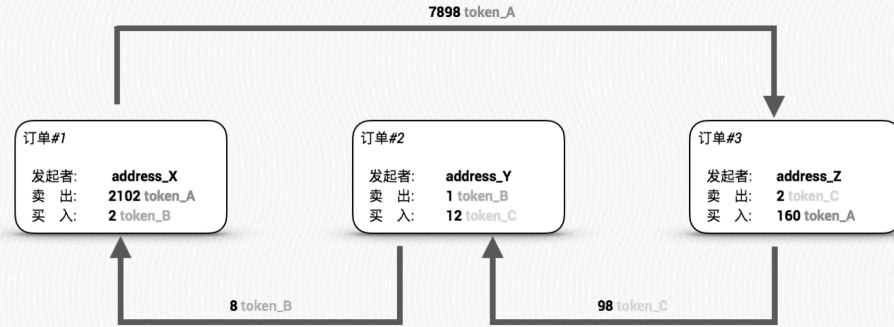 7898 token_A
订单#1
发起者: address_X
卖 出: 2102 token_A
买 入: 2 token_B
订单#2
发起者: address_Y
卖 出: 1 token_B
买 入: 12 token_C
订单#3
发起者: address_Z
卖 出: 2 token_C
买 入: 160 token_A
8 token_B
98 token_C